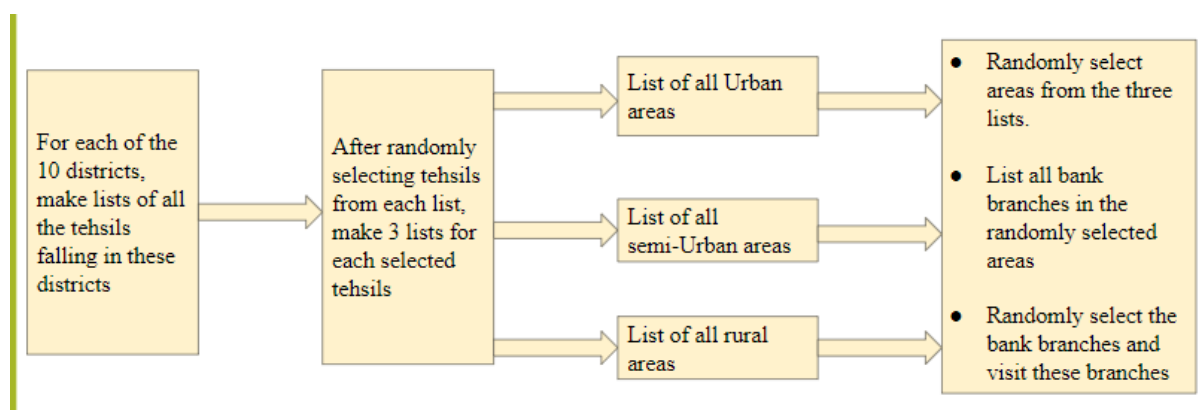 For each of the
10 districts,
make lists of all
the tehsils
falling in these
districts
After randomly
selecting tehsils
from each list,
make 3 lists for
each selected
tehsils
List of all Urban
areas
List of all
semi-Urban areas
List of all rural
areas
● Randomly select
areas from the three
lists.
● List all bank
branches in the
randomly selected
areas
● Randomly select the
bank branches and
visit these branches